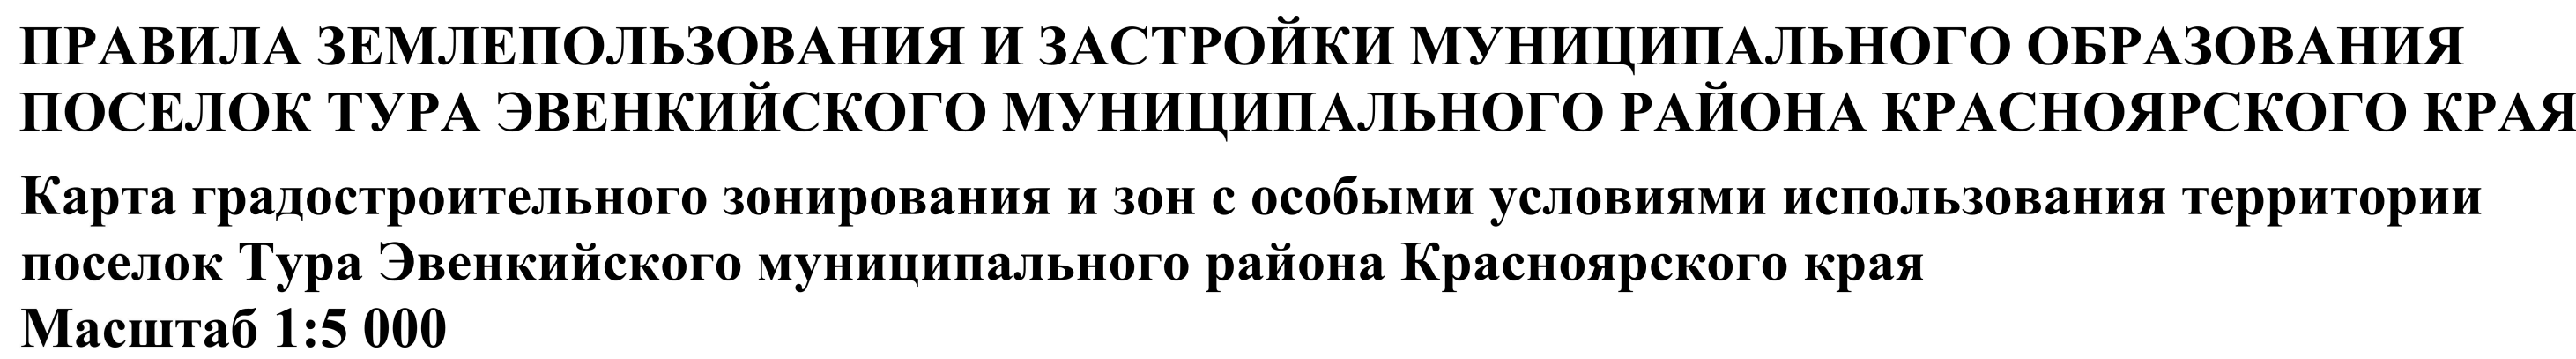 ПРАВИЛА ЗЕМЛЕПОЛЬЗОВАНИЯ И ЗАСТРОЙКИ МУНИЦИПАЛЬНОГО ОБРАЗОВАНИЯ
ПОСЕЛОК ТУРА ЭВЕНКИЙСКОГО МУНИЦИПАЛЬНОГО РАЙОНА КРАСНОЯРСКОГО КРАЯ
Карта градостроительного зонирования и зон с особыми условиями использования территории
поселок Тура Эвенкийского муниципального района Красноярского края
Масштаб 1:5 000